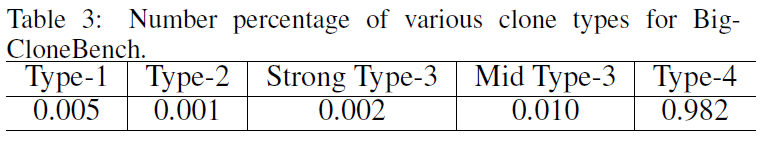 Table 3: Number percentage of various clone types for Big-
CloneBench.
Type-1 Type-2 Strong Type-3 Mid Type-3 Type-4
0.005 0.001 0.002 0.010 0.982